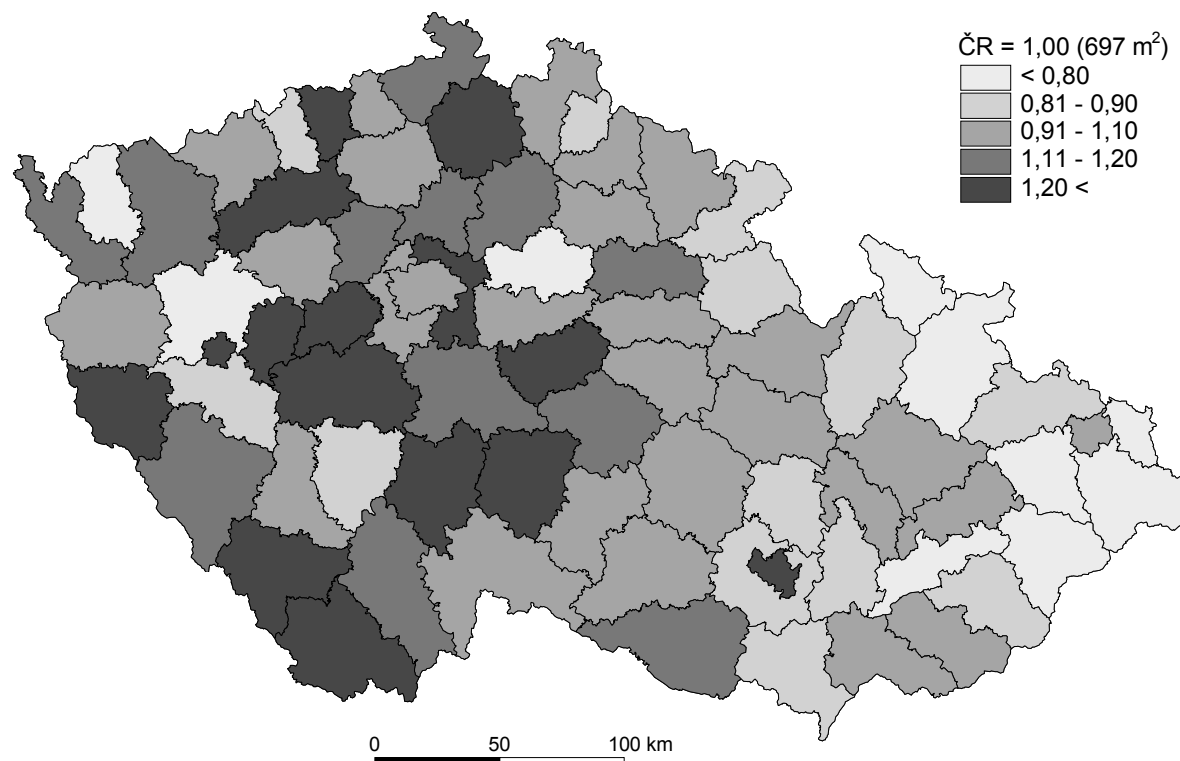 ČR = 1,00 (697 m²)
< 0,80
0,81 - 0,90
0,91 - 1,10
1,11 - 1,20
1,20 <
0 50 100 km